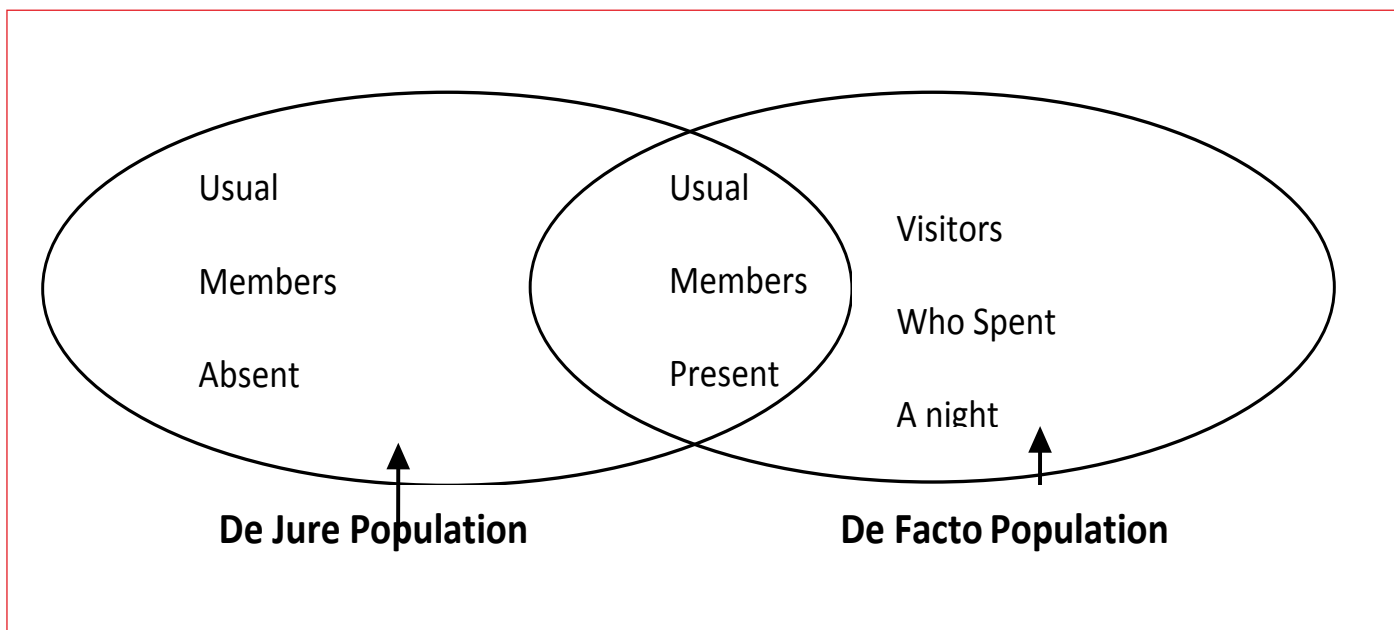 Usual
Members
Absent
Usual
Members
Present
Visitors
Who Spent
A night
De Jure Population
De Facto Population